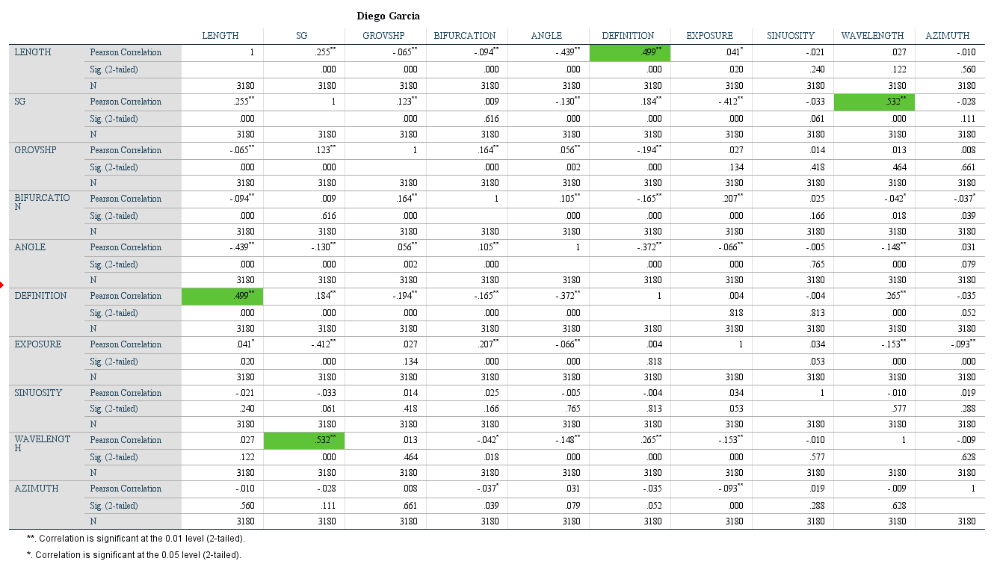 Diego Garcia
LENGTH SG GROVSHP BIFURCATION ANGLE DEFINITION EXPOSURE SINUOSITY WAVELENGTH AZIMUTH
LENGTH Pearson Correlation 1 .255** -.065** -.094** -.439** .499** .041* -.021 .027 -.010
Sig. (2-tailed) .000 .000 .000 .000 .000 .020 .240 .122 .560
N 3180 3180 3180 3180 3180 3180 3180 3180 3180 3180
SG Pearson Correlation .255** 1 .123** .009 -.130** .184** -.412** -.033 .532** -.028
Sig. (2-tailed) .000 .000 .616 .000 .000 .000 .061 .000 .111
N 3180 3180 3180 3180 3180 3180 3180 3180 3180 3180
GROVSHP Pearson Correlation -.065** .123** 1 .164** .056** -.194** .027 .014 .013 .008
Sig. (2-tailed) .000 .000 .000 .002 .000 .134 .418 .464 .661
N 3180 3180 3180 3180 3180 3180 3180 3180 3180 3180
BIFURCATIO
N Pearson Correlation -.094** .009 .164** 1 .105** -.165** .207** .025 -.042* -.037*
Sig. (2-tailed) .000 .616 .000 .000 .000 .000 .166 .018 .039
N 3180 3180 3180 3180 3180 3180 3180 3180 3180 3180
ANGLE Pearson Correlation -.439** -.130** .056** .105** 1 -.372** -.066** -.005 -.148** .031
Sig. (2-tailed) .000 .000 .002 .000 .000 .000 .765 .000 .079
N 3180 3180 3180 3180 3180 3180 3180 3180 3180 3180
DEFINITION Pearson Correlation .499** .184** -.194** -.165** -.372** 1 .004 -.004 .265** -.035
Sig. (2-tailed) .000 .000 .000 .000 .000 .818 .813 .000 .052
N 3180 3180 3180 3180 3180 3180 3180 3180 3180 3180
EXPOSURE Pearson Correlation .041* -.412** .027 .207** -.066** .004 1 .034 -.153** -.093**
Sig. (2-tailed) .020 .000 .134 .000 .000 .818 .053 .000 .000
N 3180 3180 3180 3180 3180 3180 3180 3180 3180 3180
SINUOSITY Pearson Correlation -.021 -.033 .014 .025 -.005 -.004 .034 1 -.010 .019
Sig. (2-tailed) .240 .061 .418 .166 .765 .813 .053 .577 .288
N 3180 3180 3180 3180 3180 3180 3180 3180 3180 3180
WAVELENGT
H Pearson Correlation .027 .532** .013 -.042* -.148** .265** -.153** -.010 1 -.009
Sig. (2-tailed) .122 .000 .464 .018 .000 .000 .000 .577 .628
N 3180 3180 3180 3180 3180 3180 3180 3180 3180 3180
AZIMUTH Pearson Correlation -.010 -.028 .008 -.037* .031 -.035 -.093** .019 -.009 1
Sig. (2-tailed) .560 .111 .661 .039 .079 .052 .000 .288 .628
N 3180 3180 3180 3180 3180 3180 3180 3180 3180 3180
**. Correlation is significant at the 0.01 level (2-tailed).
*. Correlation is significant at the 0.05 level (2-tailed).